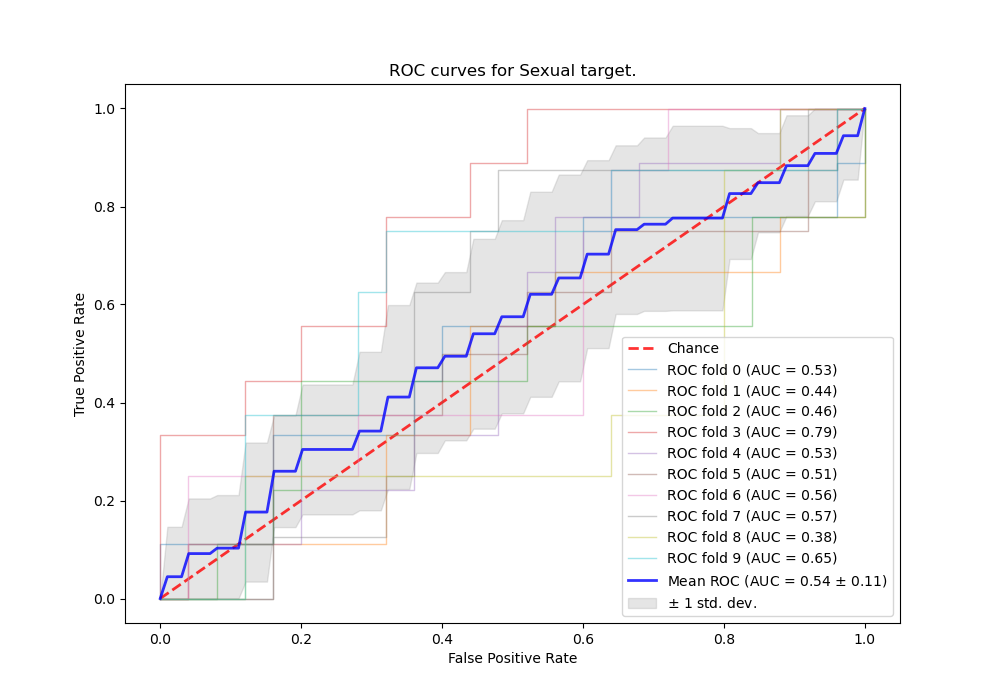 ROC curves for Sexual target.
True Positive Rate
1.0
0.8
0.6
0.4
0.2
0.0
Chance
ROC fold 0 (AUC = 0.53)
ROC fold 1 (AUC = 0.44)
ROC fold 2 (AUC = 0.46)
ROC fold 3 (AUC = 0.79)
ROC fold 4 (AUC = 0.53)
ROC fold 5 (AUC = 0.51)
ROC fold 6 (AUC = 0.56)
ROC fold 7 (AUC = 0.57)
ROC fold 8 (AUC = 0.38)
ROC fold 9 (AUC = 0.65)
Mean ROC (AUC = 0.54 ± 0.11)
± 1 std. dev.
0.0 0.2 0.4 0.6 0.8 1.0
False Positive Rate